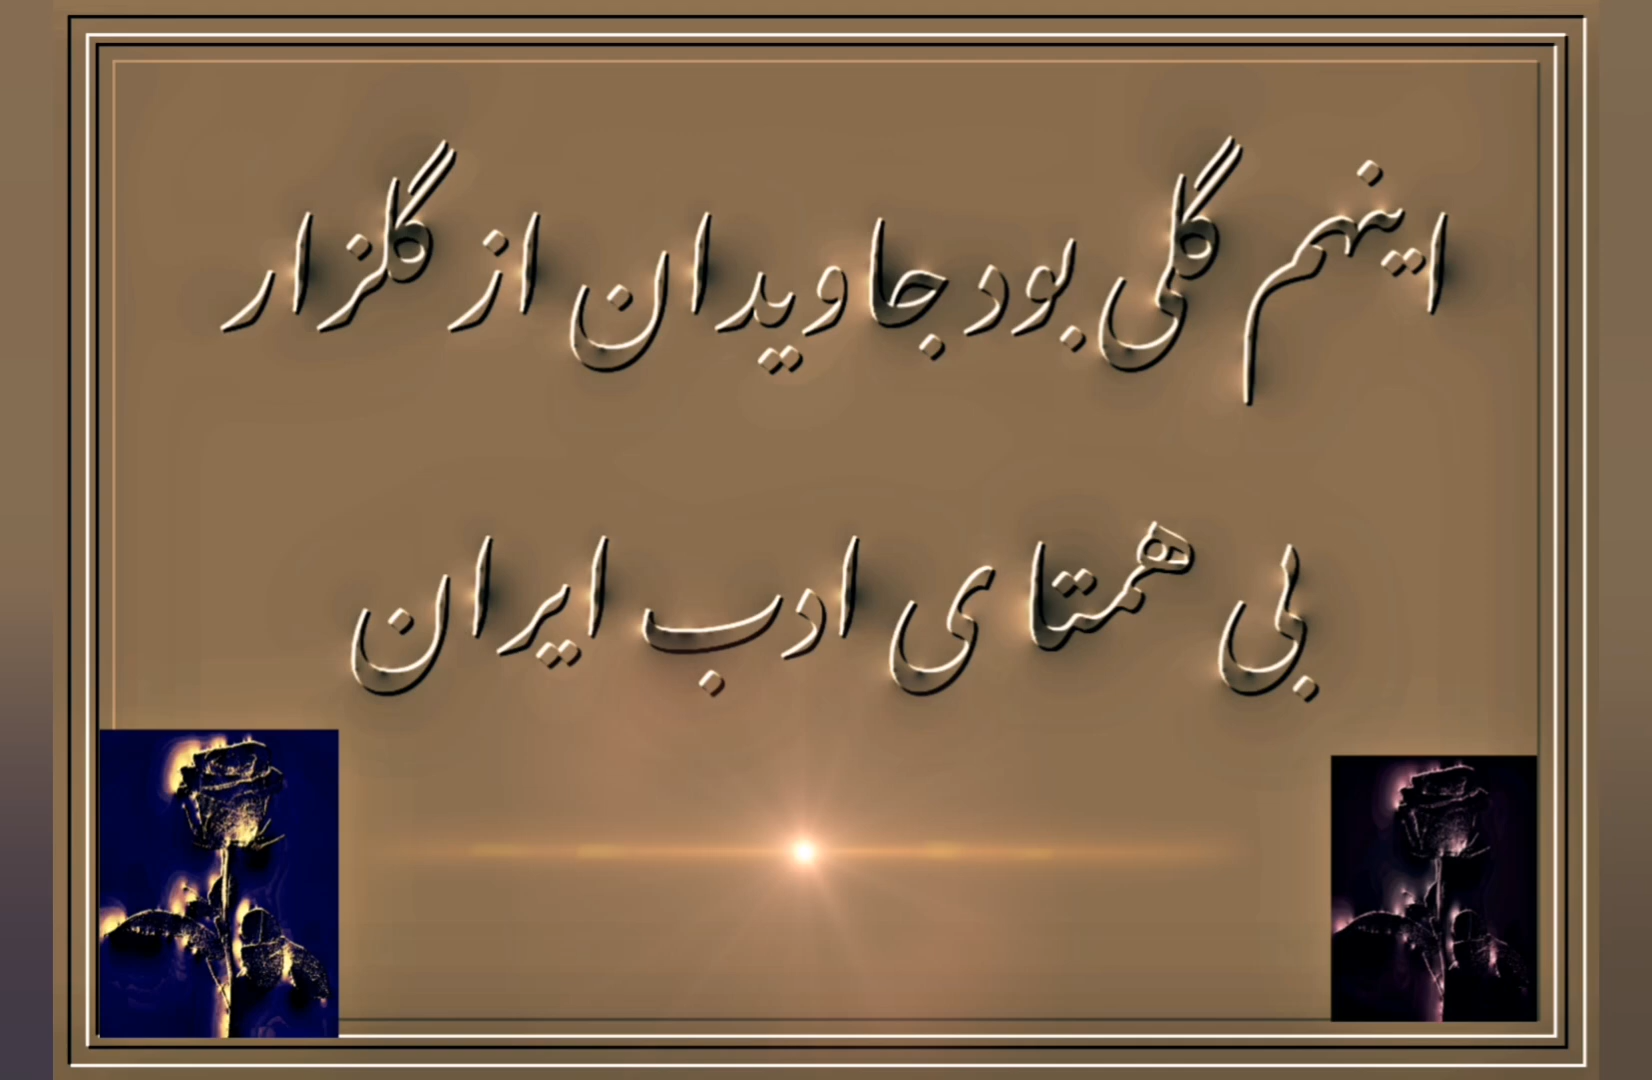 اینهم گلی بود جاویدان از گلزار
بی همتای ادب ایران